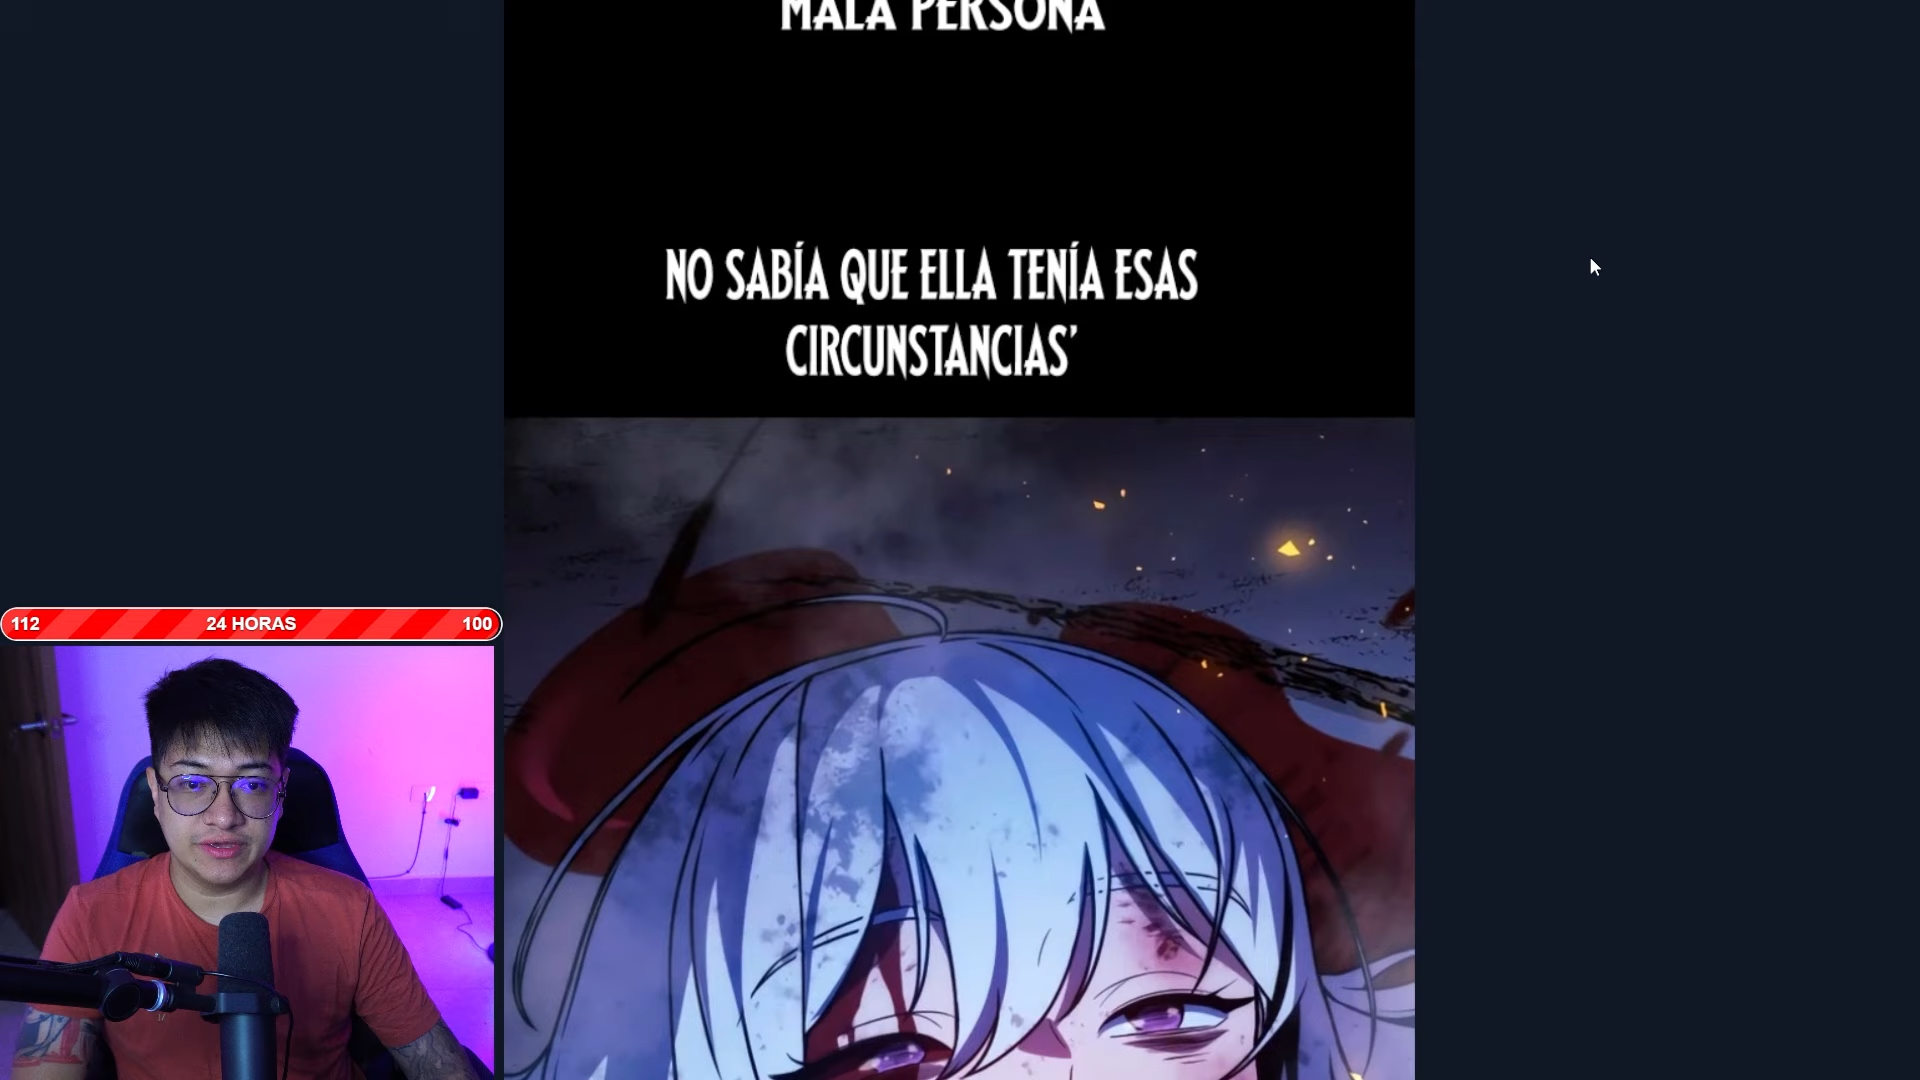 MALA PERSONA
NO SABÍA QUE ELLA TENÍA ESAS
CIRCUNSTANCIAS'
112 24 HORAS 100